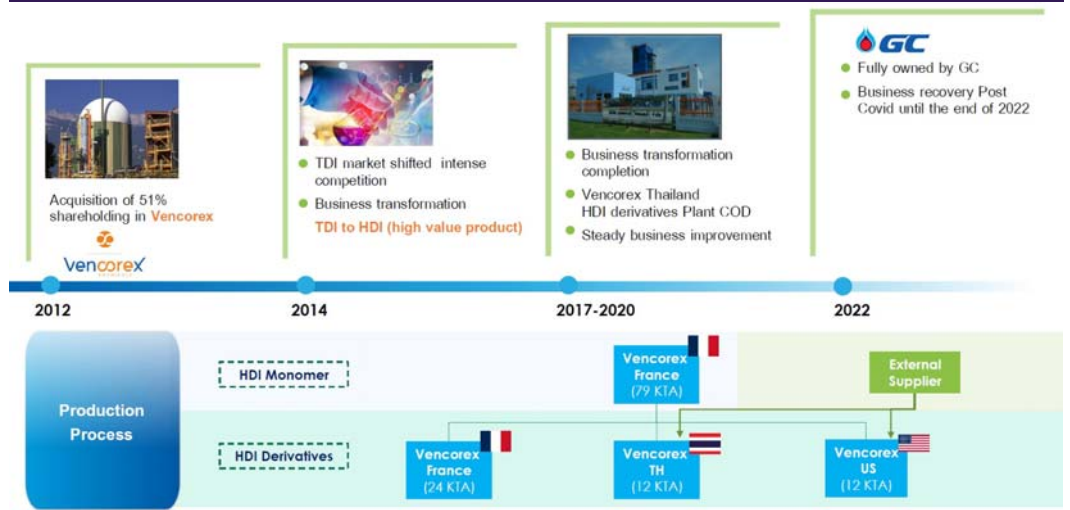 GC
Fully owned by GC
Business recovery Post
Covid until the end of 2022
Acquisition of 51%
shareholding in Vencorex
vencorex
TDI market shifted intense
competition
Business transformation
TDI to HDI (high value product)
Business transformation
completion
Vencorex Thailand
HDI derivatives Plant COD
Steady business improvement
2012
2014
2017-2020
2022
Production
Process
HDI Monomer
Vencorex
France
(79 KTA)
External
Supplier
HDI Derivatives
Vencorex
France
(24 KTA)
Vencorex
TH
(12 KTA)
Vencorex
US
(12 KTA)